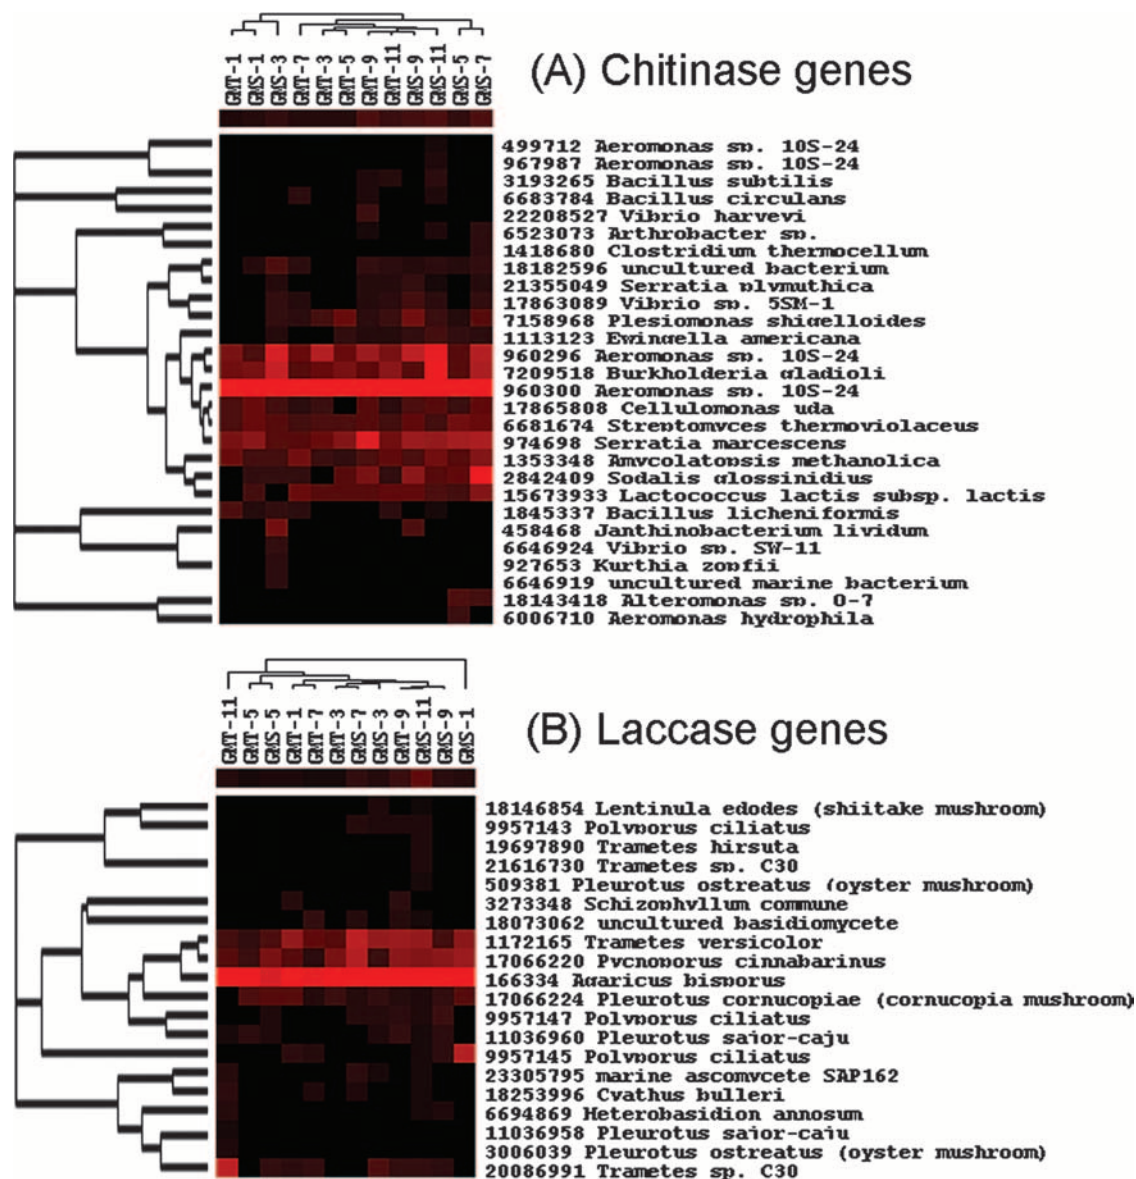 GMT-1
GMS-1
GMS-3
GMT-7
GMT-3
GMT-5
GMT-9
GMT-11
GMS-9
GMS-11
GMS-5
GMS-7
(A) Chitinase genes
499712 Aeromonas sp. 10S-24
967987 Aeromonas sp. 10S-24
3193265 Bacillus subtilis
6683784 Bacillus circulans
22208527 Vibrio harveyi
6523073 Arthrobacter sp.
1418680 Clostridium thermocellum
18182596 uncultured bacterium
21355049 Serratia plymuthica
17863089 Vibrio sp. 5SM-1
7158968 Plesiomonas shigelloides
1113123 Ewingella americana
960296 Aeromonas sp. 10S-24
7209518 Burkholderia gladioli
960300 Aeromonas sp. 10S-24
17865808 Cellulomonas uda
6681674 Streptomyces thermoviolaceus
974698 Serratia marcescens
1353348 Amycolatopsis methanolica
2842409 Sodalis glossinidius
15673933 Lactococcus lactis subsp. lactis
1845337 Bacillus licheniformis
458468 Janthinobacterium lividum
6646924 Vibrio sp. SW-11
927653 Kurthia zopfii
6646919 uncultured marine bacterium
18143418 Alteromonas sp. O-7
6006710 Aeromonas hydrophila
GMT-11
GMT-5
GMS-5
GMT-1
GMT-7
GMT-3
GMS-7
GMS-3
GMT-9
GMS-11
GMS-9
GMS-1
(B) Laccase genes
18146854 Lentinula edodes (shiitake mushroom)
9957143 Polyporus ciliatus
19697890 Trametes hirsuta
21616730 Trametes sp. C30
509381 Pleurotus ostreatus (oyster mushroom)
3273348 Schizophyllum commune
18073062 uncultured basidiomycete
1172165 Trametes versicolor
17066220 Pycnoporus cinnabarinus
166334 Agaricus bisporus
17066224 Pleurotus cornucopiae (cornucopia mushroom)
9957147 Polyporus ciliatus
11036960 Pleurotus sajor-caju
9957145 Polyporus ciliatus
23305795 marine ascomycete SAP162
18253996 Cyathus bulleri
6694869 Heterobasidion annosum
11036958 Pleurotus sajor-caju
3006039 Pleurotus ostreatus (oyster mushroom)
20086991 Trametes sp. C30